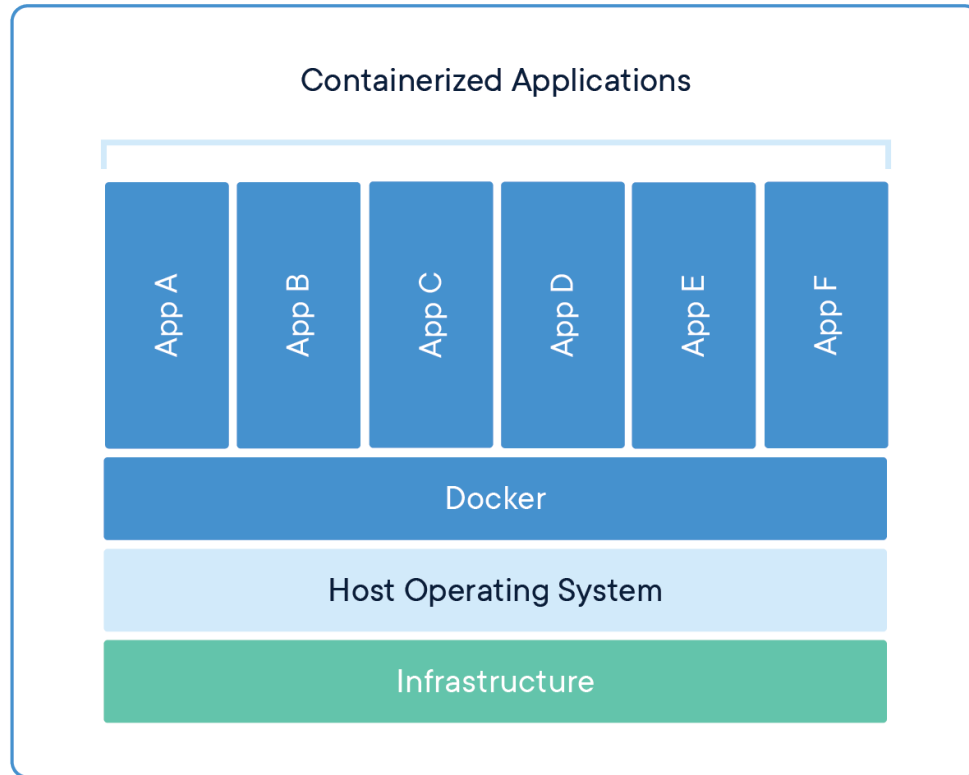 Containerized Applications
App A
App B
App C
App D
App E
App F
Docker
Host Operating System
Infrastructure